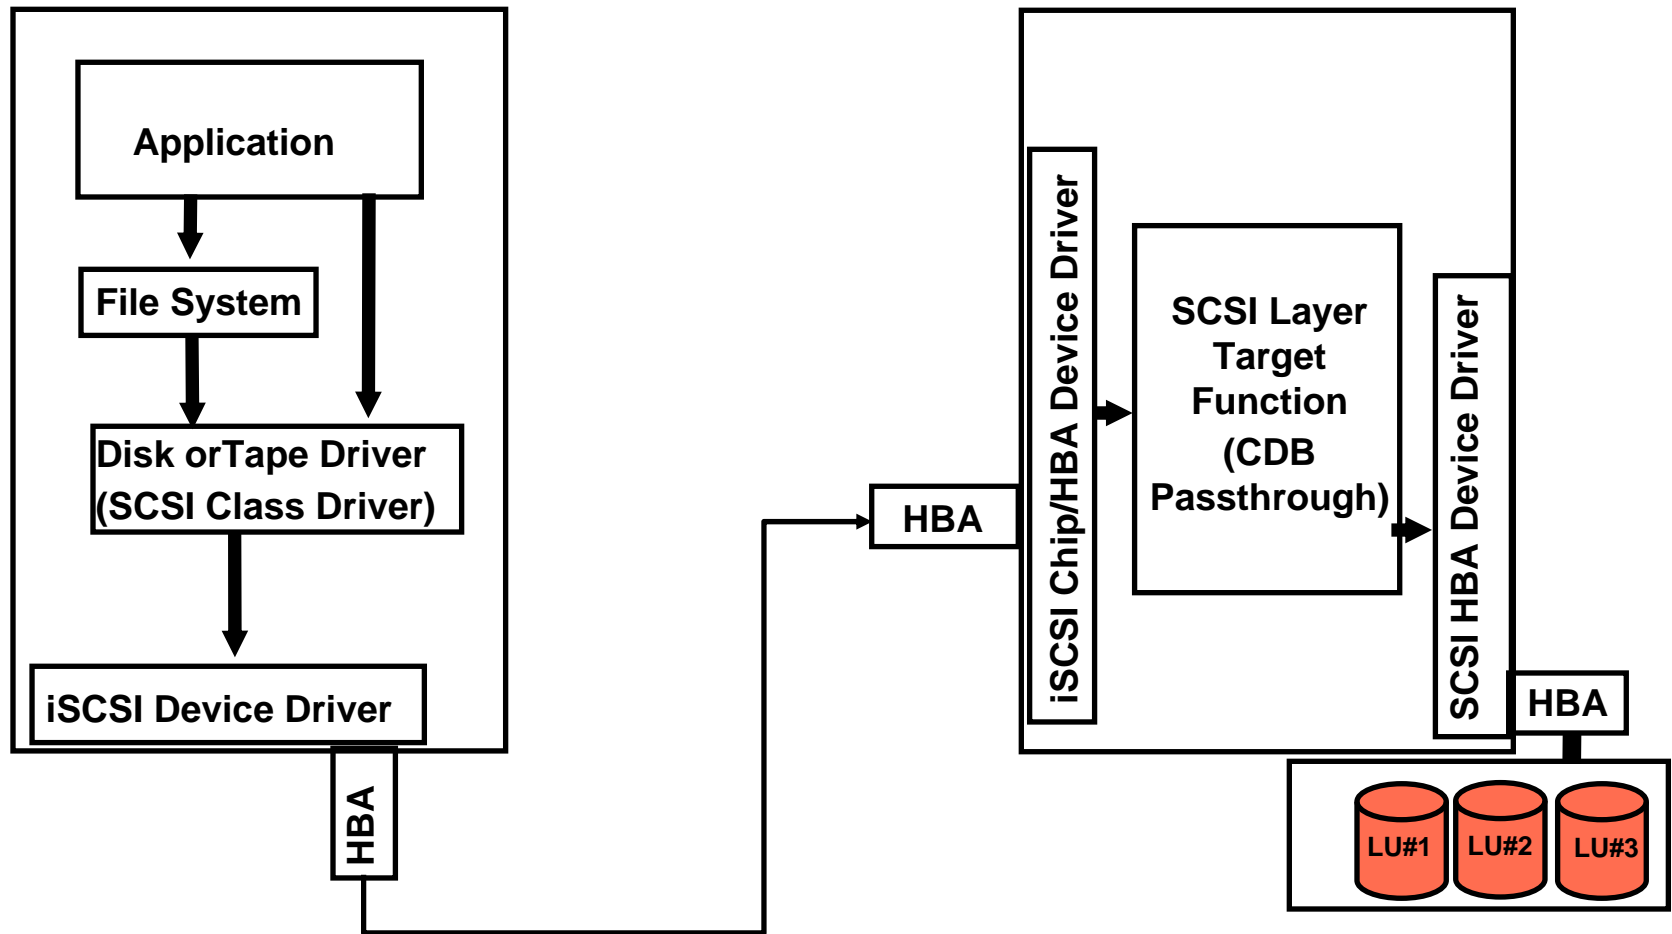 Application
File System
Disk orTape Driver
(SCSI Class Driver)
iSCSI Device Driver
HBA
HBA
iSCSI Chip/HBA Device Driver
SCSI Layer
Target
Function
(CDB
Passthrough)
SCSI HBA Device Driver
HBA
LU#1
LU#2
LU#3